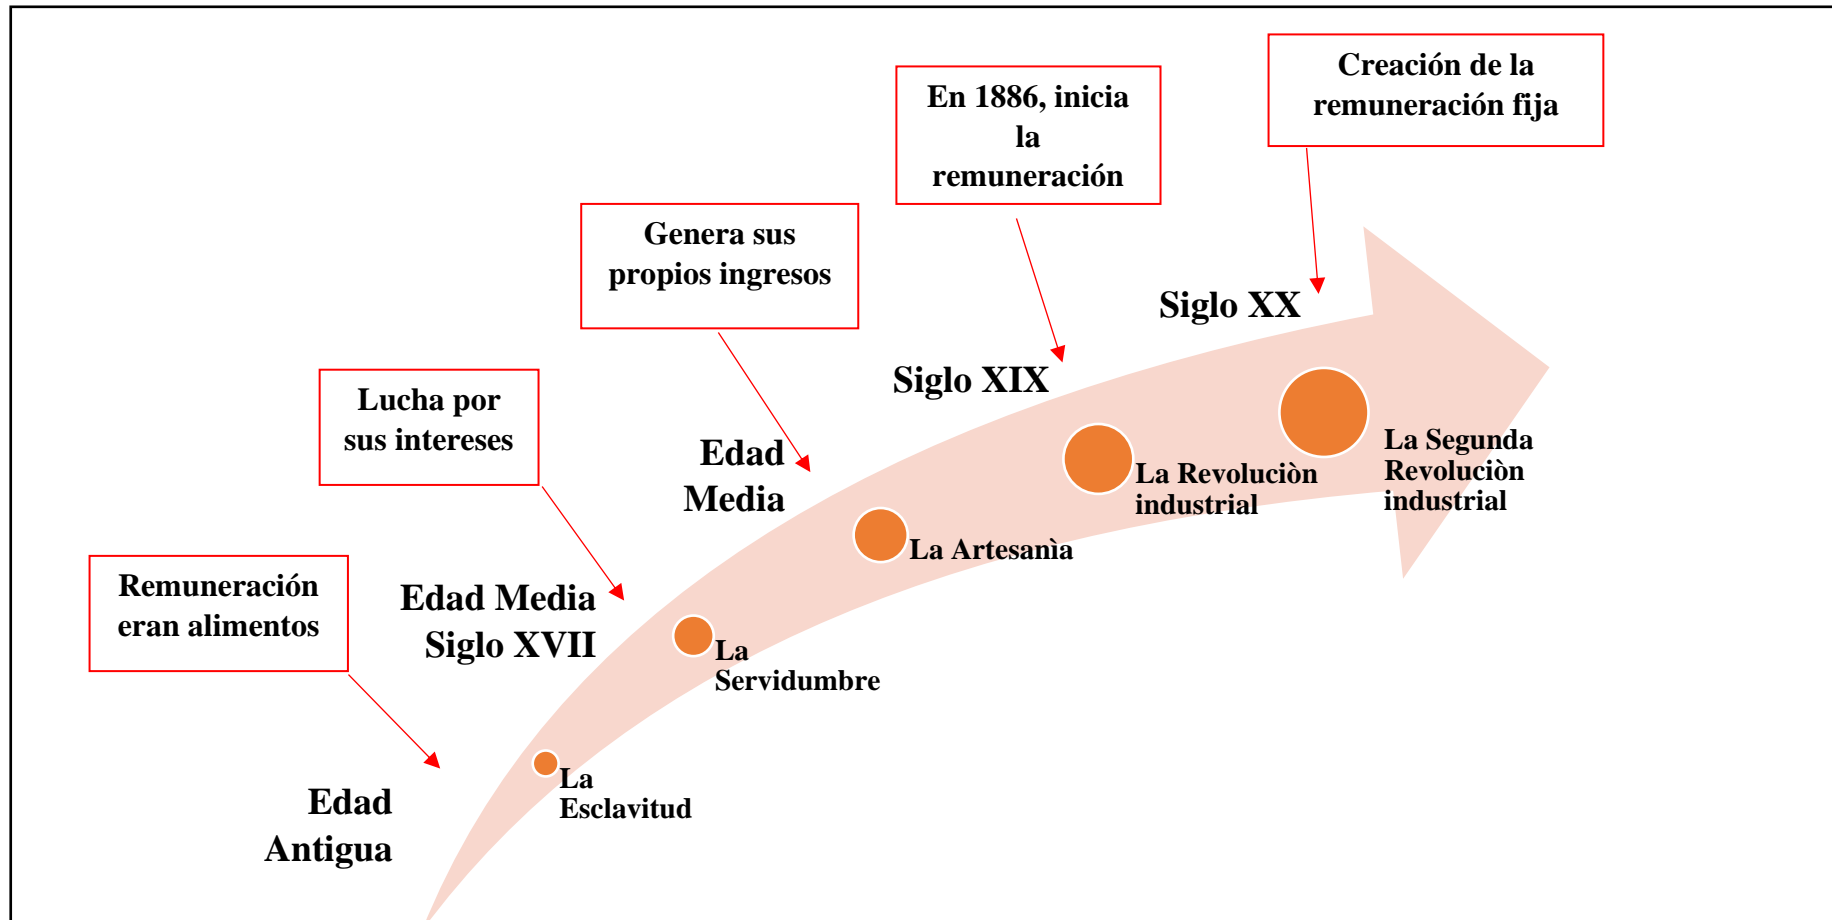 Remuneración
eran alimentos
Edad
Antigua
La
Esclavitud
Lucha por
sus intereses
Edad Media
Siglo XVII
La
Servidumbre
Genera sus
propios ingresos
Edad
Media
La Artesanìa
En 1886, inicia
la
remuneración
Siglo XIX
La Revoluciòn
industrial
Creación de la
remuneración fija
Siglo XX
La Segunda
Revoluciòn
industrial